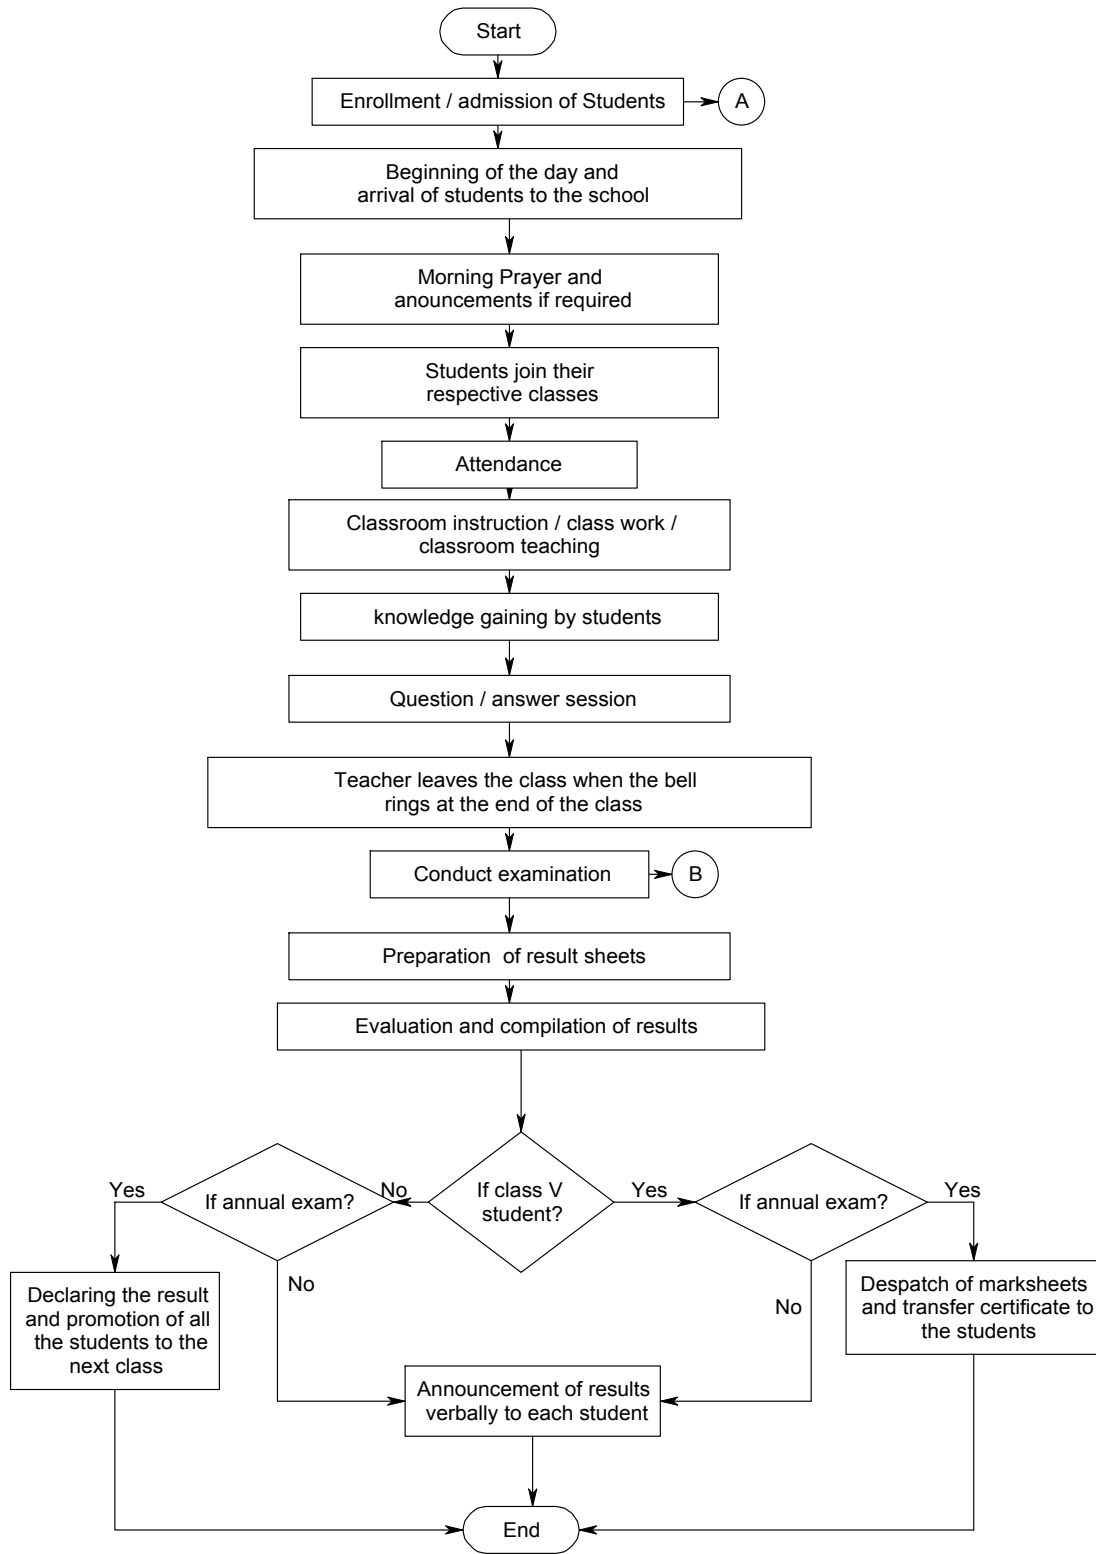 Start
Enrollment / admission of Students
A
Beginning of the day and
arrival of students to the school
Morning Prayer and
anouncements if required
Students join their
respective classes
Attendance
Classroom instruction / class work /
classroom teaching
knowledge gaining by students
Question / answer session
Teacher leaves the class when the bell
rings at the end of the class
Conduct examination
B
Preparation of result sheets
Evaluation and compilation of results
If class V
student?
No
Yes
If annual exam?
Yes
No
If annual exam?
Yes
No
Declaring the result
and promotion of all
the students to the
next class
Despatch of marksheets
and transfer certificate to
the students
Announcement of results
verbally to each student
End